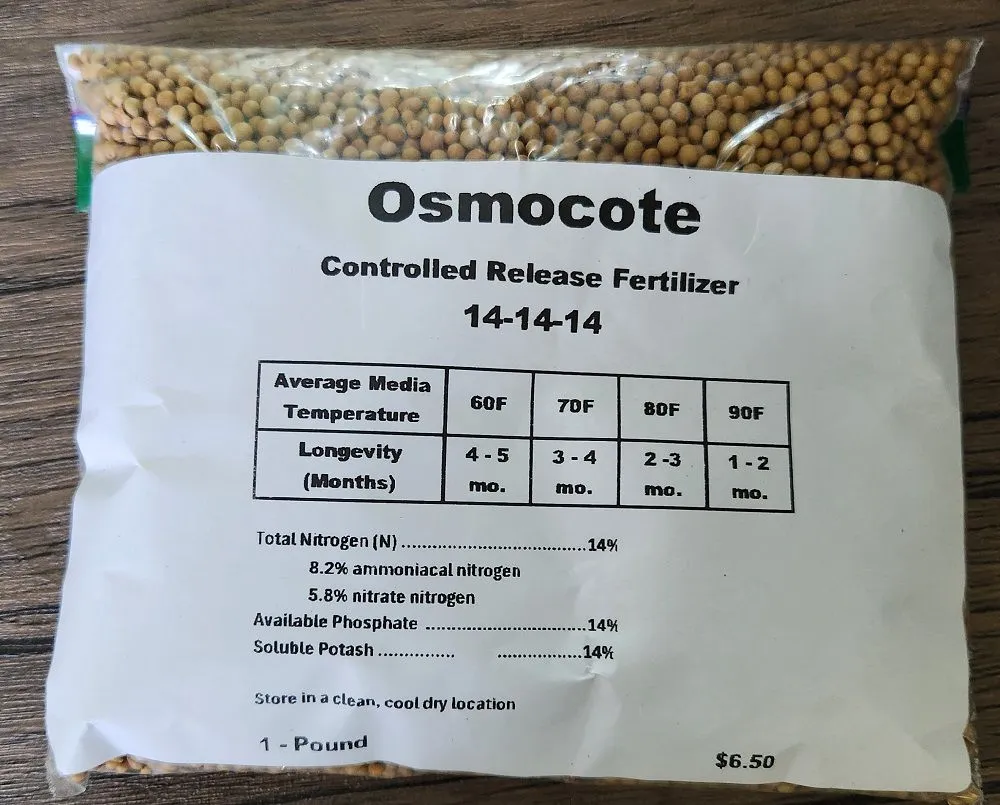 Osmocote
Controlled Release Fertilizer
14-14-14
Average Media Temperature 60F 70F 80F 90F
Longevity (Months) 4 - 5 mo. 3 - 4 mo. 2 -3 mo. 1 - 2 mo.
Total Nitrogen (N) ....................................14%
8.2% ammoniacal nitrogen
5.8% nitrate nitrogen
Available Phosphate ...............................14%
Soluble Potash ............... .................14%
Store in a clean, cool dry location
1 - Pound
$6.50